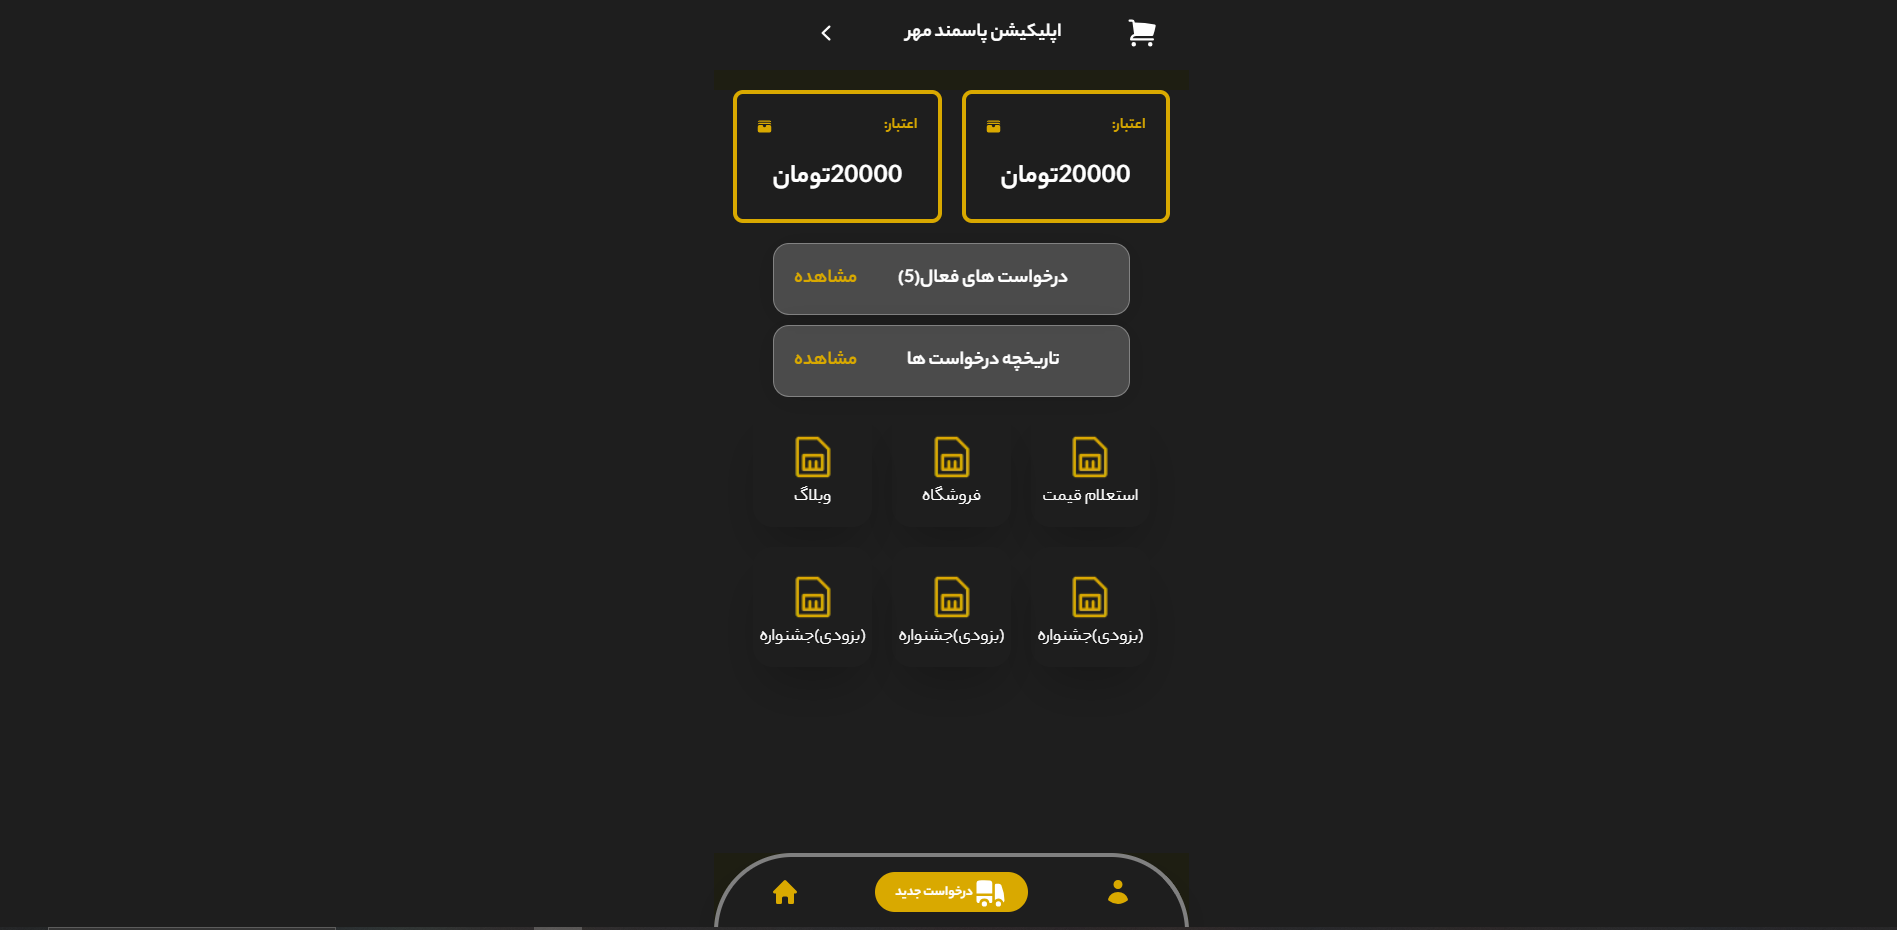 اپلیکیشن پاسمند مهر
اعتبار:
20000تومان
اعتبار:
20000تومان
درخواست های فعال(5) مشاهده
تاریخچه درخواست ها مشاهده
استعلام قیمت
فروشگاه
وبلاگ
(بزودی)جشنواره
(بزودی)جشنواره
(بزودی)جشنواره
درخواست جدید